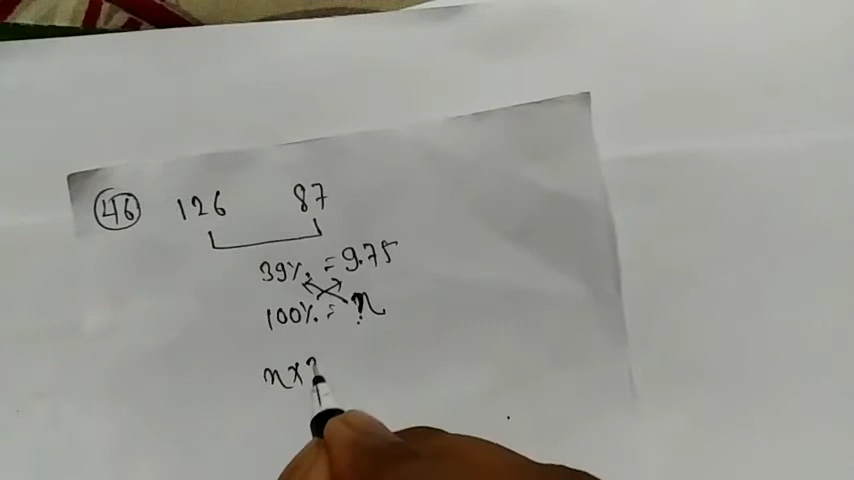 46 126 87
39% = 9.75
100% = x
x×